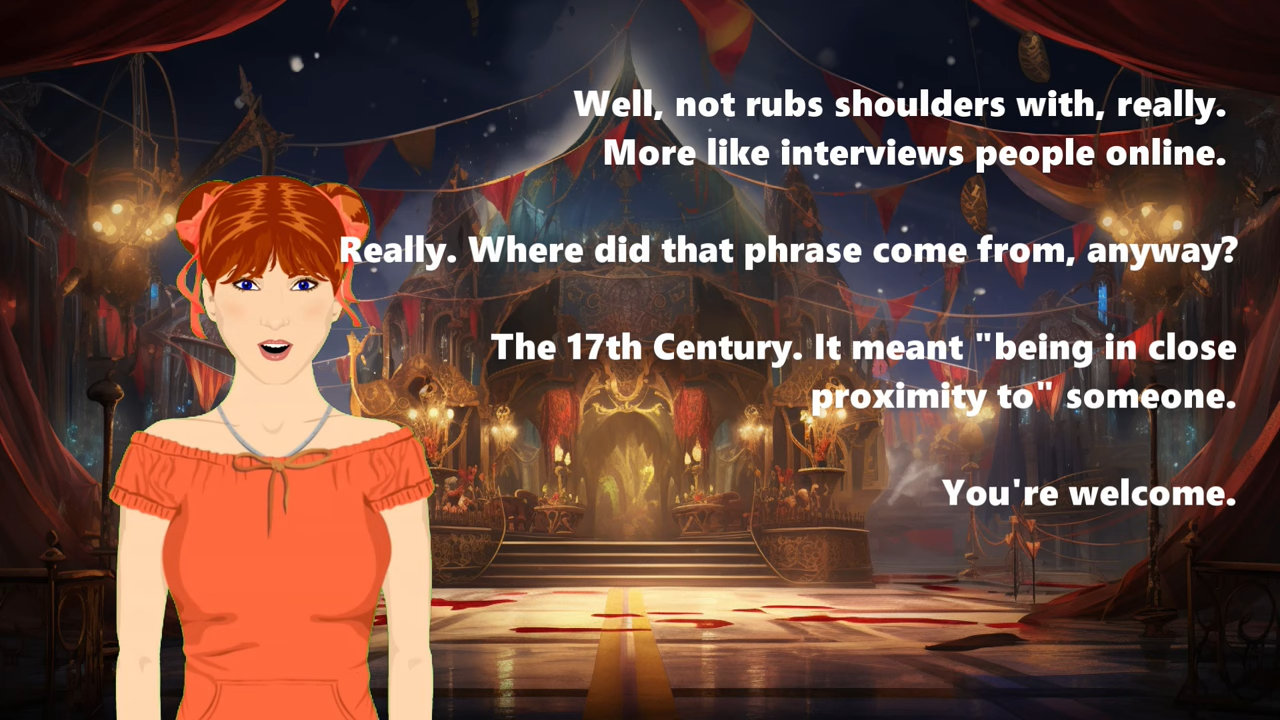 Well, not rubs shoulders with, really.
More like interviews people online.
Really. Where did that phrase come from, anyway?
The 17th Century. It meant "being in close
proximity to" someone.
You're welcome.